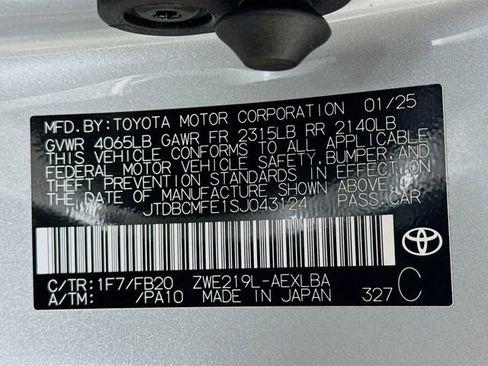 MFD.BY:TOYOTA MOTOR CORPORATION 01/25
GVWR 4065LB GAWR FR 2315LB RR 2140LB
THIS VEHICLE CONFORMS TO ALL APPLICABLE
FEDERAL MOTOR VEHICLE SAFETY,BUMPER,AND
THEFT PREVENTION STANDARDS IN EFFECT ON
THE DATE OF MANUFACTURE SHOWN ABOVE.
JTDBCMFE1SJ043124 PASS.CAR
C/TR:1F7/FB20 ZWE219L-AEXLBA
A/TM: /PA10 MADE IN JAPAN 327 C